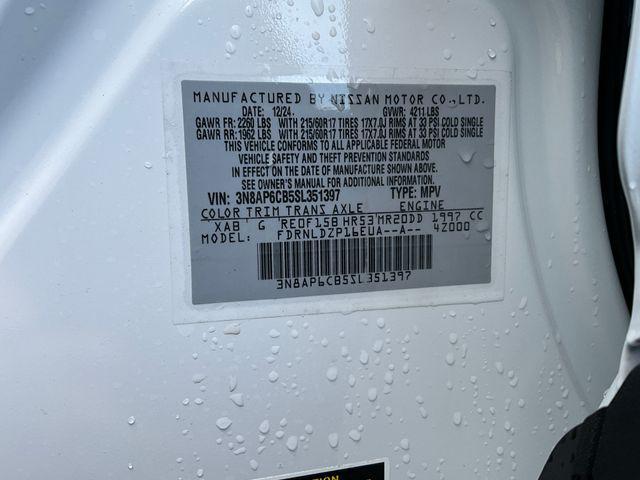 MANUFACTURED BY NISSAN MOTOR CO.,LTD.
DATE: 12/24 GVWR: 4211 LBS
GAWR FR: 2260 LBS WITH 215/60R17 TIRES 17X7.0J RIMS AT 33 PSI COLD SINGLE
GAWR RR: 1962 LBS WITH 215/60R17 TIRES 17X7.0J RIMS AT 33 PSI COLD SINGLE
THIS VEHICLE CONFORMS TO ALL APPLICABLE FEDERAL MOTOR
VEHICLE SAFETY AND THEFT PREVENTION STANDARDS
IN EFFECT ON THE DATE OF MANUFACTURE SHOWN ABOVE.
SEE OWNER'S MANUAL FOR ADDITIONAL INFORMATION
VIN: 3N8AP6CB5SL351397 TYPE: MPV
COLOR TRIM TRANS AXLE ENGINE
XAB G RE0F15B HR53 MR20DD 1997 CC
MODEL: FDRNLDZP16EUA--A-- 4Z000
3N8AP6CB5SL351397